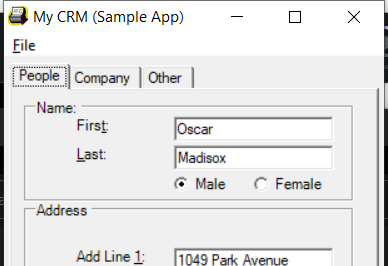 My CRM (Sample App)
File
People Company Other
Name:
First: Oscar
Last: Madisox
Male Female
Address
Add Line 1: 1049 Park Avenue